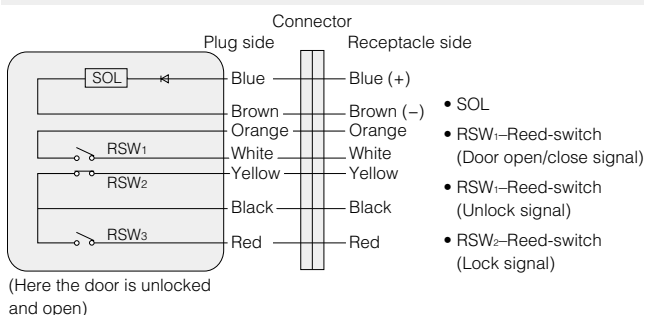 Connector
Plug side
Receptacle side
SOL
Blue
Blue (+)
Brown
Brown (−)
Orange
Orange
RSW₁
White
White
Yellow
Yellow
RSW₂
Black
Black
RSW₃
Red
Red
(Here the door is unlocked
and open)
• SOL
• RSW₁–Reed-switch
(Door open/close signal)
• RSW₁–Reed-switch
(Unlock signal)
• RSW₂–Reed-switch
(Lock signal)